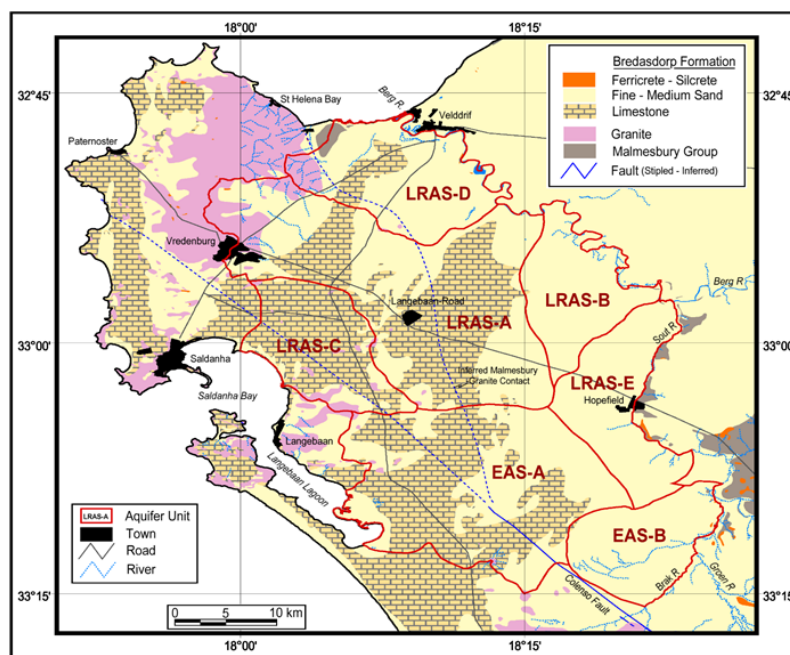 18°00'
18°15'
32°45'
32°45'
33°00'
33°00'
33°15'
33°15'
18°00'
18°15'
Bredasdorp Formation
Ferricrete - Silcrete
Fine - Medium Sand
Limestone
Granite
Malmesbury Group
Fault (Stipled - Inferred)
St Helena Bay
Berg R.
Velddrif
Paternoster
LRAS-D
Vredenburg
Berg R.
LRAS-B
Langebaan-Road
LRAS-A
Sout R
LRAS-C
Saldanha
Inferred Malmesbury
-Granite Contact
LRAS-E
Hopefield
Saldanha Bay
Langebaan
EAS-A
Langebaan Lagoon
EAS-B
Colenso Fault
Brak R
Groen R
LRAS-A
Aquifer Unit
Town
Road
River
0 5 10 km